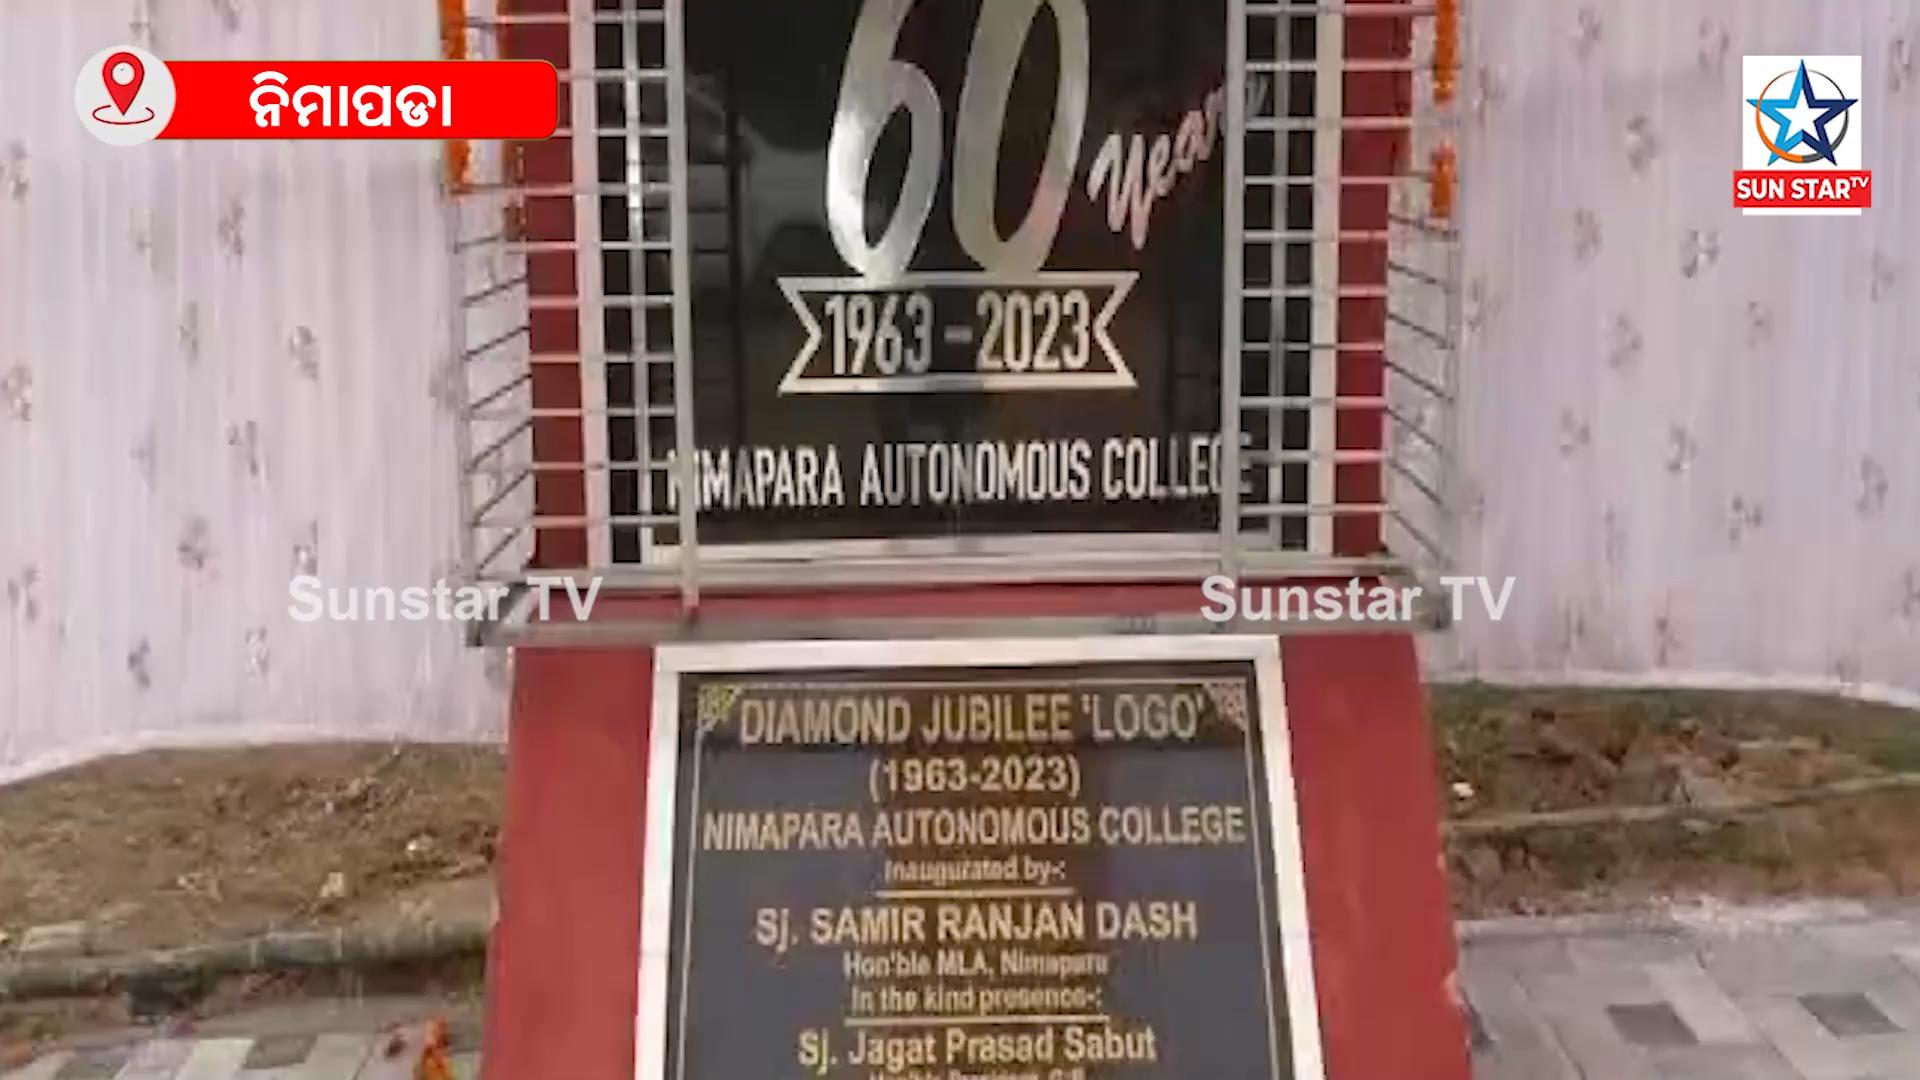 ନିମାପଡା
SUN STAR TV
60
Years
1963-2023
NIMAPARA AUTONOMOUS COLLEGE
Sunstar TV
Sunstar TV
DIAMOND JUBILEE 'LOGO'
(1963-2023)
NIMAPARA AUTONOMOUS COLLEGE
Inaugurated by-:
Sj. SAMIR RANJAN DASH
Hon'ble MLA, Nimapara
In the kind presence-:
Sj. Jagat Prasad Sabut